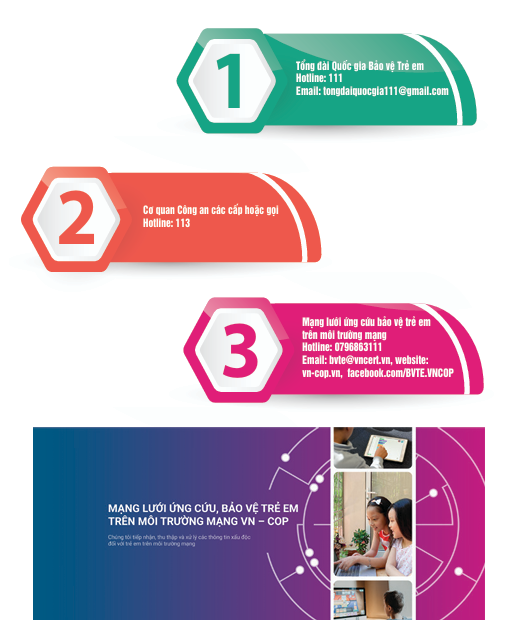 1
Tổng đài Quốc gia Bảo vệ Trẻ em
Hotline: 111
Email: tongdaiquocgia111@gmail.com
2
Cơ quan Công an các cấp hoặc gọi
Hotline: 113
3
Mạng lưới ứng cứu bảo vệ trẻ em
trên môi trường mạng
Hotline: 0796863111
Email: bvte@vncert.vn, website:
vn-cop.vn, facebook.com/BVTE.VNCOP
MẠNG LƯỚI ỨNG CỨU, BẢO VỆ TRẺ EM
TRÊN MÔI TRƯỜNG MẠNG VN – COP
Chúng tôi tiếp nhận, thu thập và xử lý các thông tin xấu độc
đối với trẻ em trên môi trường mạng